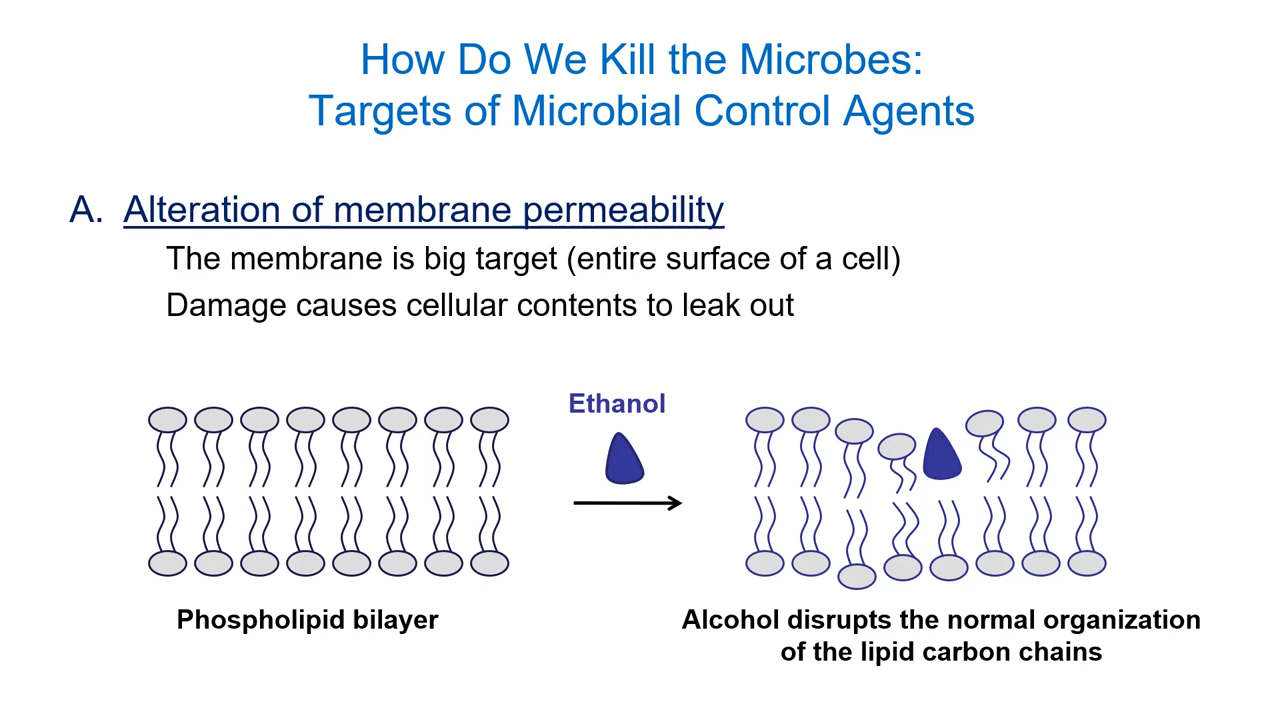 How Do We Kill the Microbes:
Targets of Microbial Control Agents
A. Alteration of membrane permeability
The membrane is big target (entire surface of a cell)
Damage causes cellular contents to leak out
Ethanol
Phospholipid bilayer
Alcohol disrupts the normal organization
of the lipid carbon chains